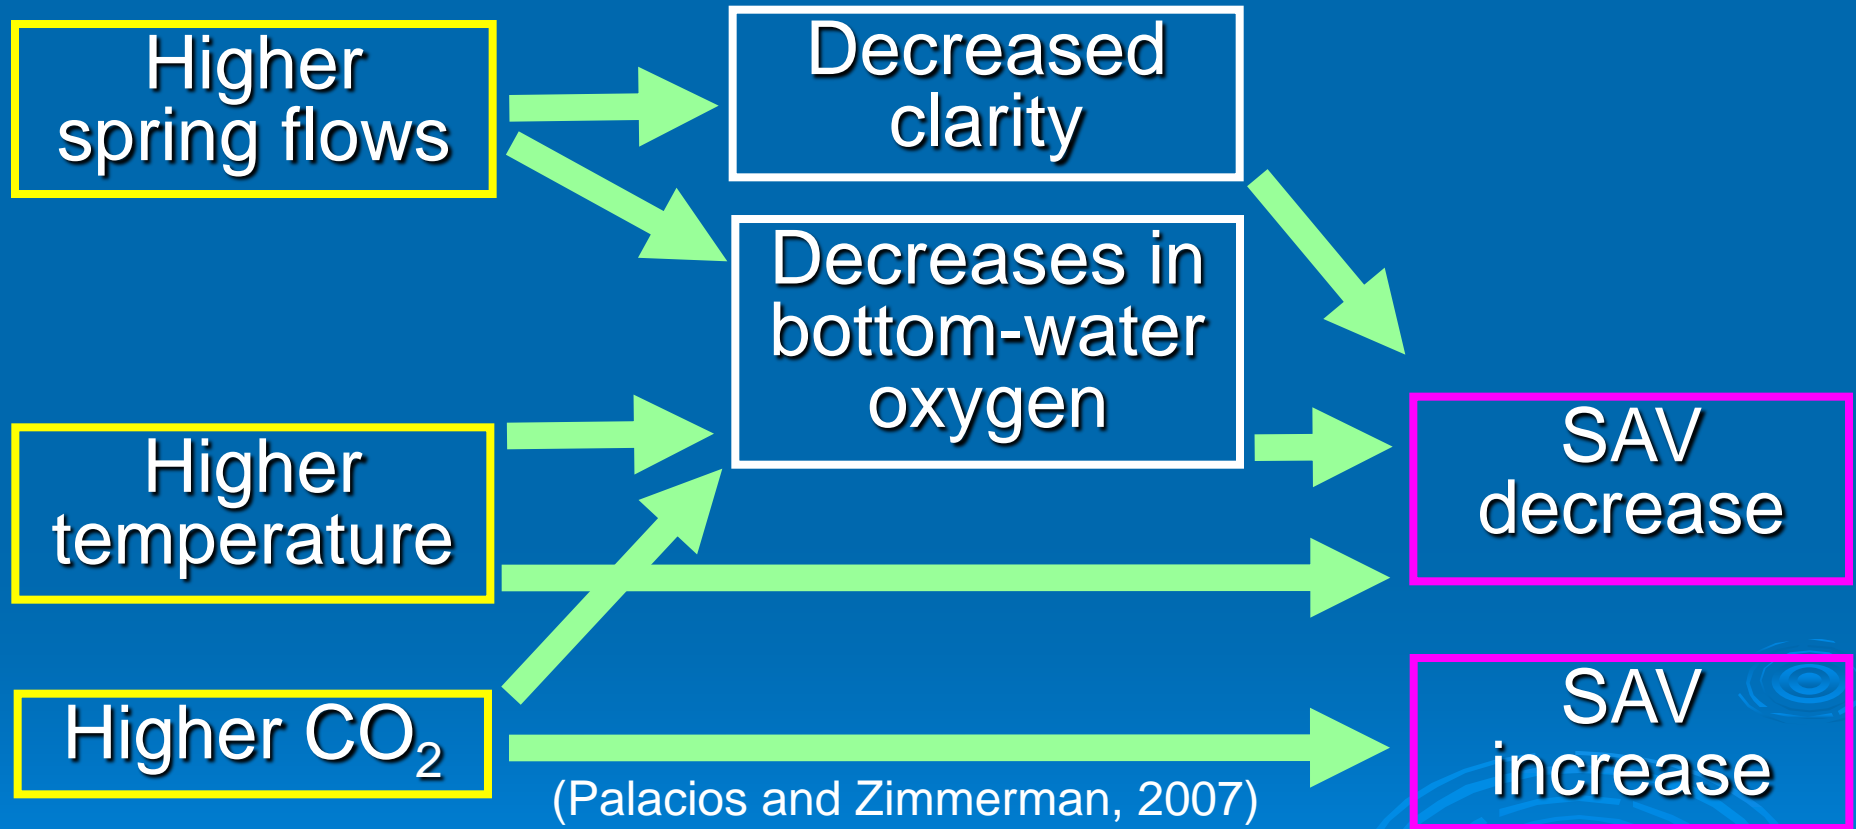 Higher
spring flows
Decreased
clarity
Decreases in
bottom-water
oxygen
Higher
temperature
SAV
decrease
Higher CO₂
SAV
increase
(Palacios and Zimmerman, 2007)